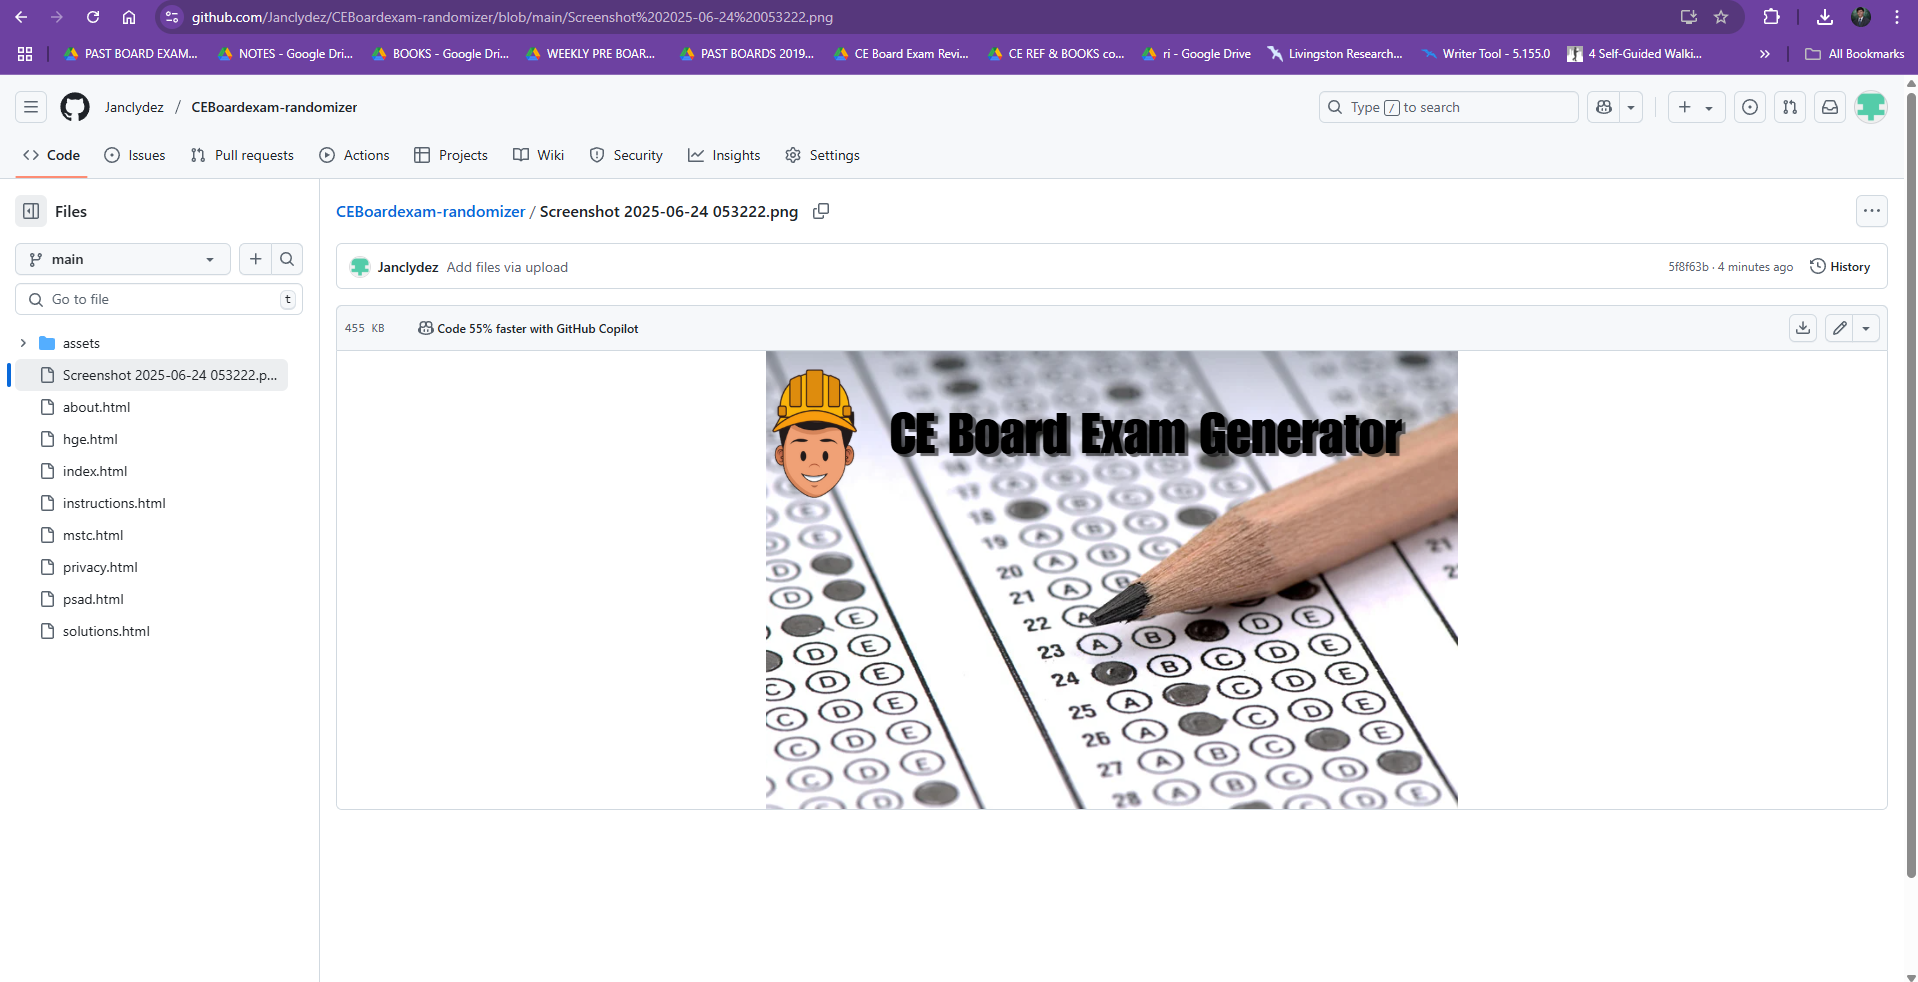 github.com/Janclydez/CEBoardexam-randomizer/blob/main/Screenshot%202025-06-24%20053222.png
PAST BOARD EXAM...
NOTES - Google Dri...
BOOKS - Google Dri...
WEEKLY PRE BOAR...
PAST BOARDS 2019...
CE Board Exam Revi...
CE REF & BOOKS co...
ri - Google Drive
Livingston Research...
Writer Tool - 5.155.0
4 Self-Guided Walki...
»
All Bookmarks
Janclydez / CEBoardexam-randomizer
Type / to search
Code
Issues
Pull requests
Actions
Projects
Wiki
Security
Insights
Settings
Files
main
Go to file
t
assets
Screenshot 2025-06-24 053222.p...
about.html
hge.html
index.html
instructions.html
mstc.html
privacy.html
psad.html
solutions.html
CEBoardexam-randomizer / Screenshot 2025-06-24 053222.png
Janclydez Add files via upload
5f8f63b · 4 minutes ago
History
455 KB
Code 55% faster with GitHub Copilot
CE Board Exam Generator
17
18
19 A B C
20 A B
21 A B
22 A D E
23 A B D E
24 B C D E
25 A C D E
26 A C D E
27 A B C E
28 A B C D E
21